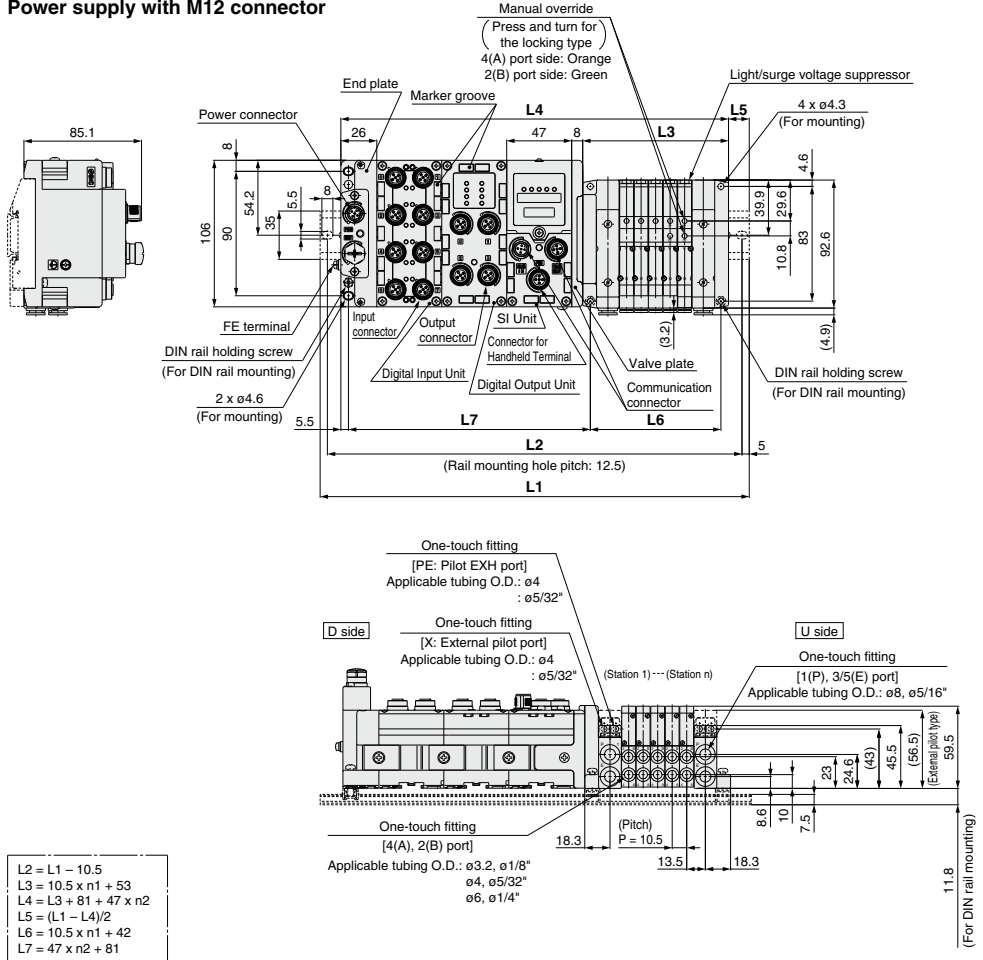 Power supply with M12 connector
Manual override
(Press and turn for
the locking type)
4(A) port side: Orange
2(B) port side: Green
Light/surge voltage suppressor
End plate
Marker groove
Power connector
L4
L5
4 x ø4.3
(For mounting)
85.1
8
26
47
8
L3
4.6
54.2
8
5.5
35
106
90
39.9
29.6
10.8
83
92.6
(3.2)
(4.9)
FE terminal
Input
connector
Output
connector
SI Unit
Connector for
Handheld Terminal
Valve plate
DIN rail holding screw
(For DIN rail mounting)
Digital Input Unit
Digital Output Unit
Communication
connector
DIN rail holding screw
(For DIN rail mounting)
2 x ø4.6
(For mounting)
5.5
L7
L6
L2
5
(Rail mounting hole pitch: 12.5)
L1
One-touch fitting
[PE: Pilot EXH port]
Applicable tubing O.D.: ø4
: ø5/32"
D side
One-touch fitting
[X: External pilot port]
Applicable tubing O.D.: ø4
: ø5/32"
(Station 1)---(Station n)
U side
One-touch fitting
[1(P), 3/5(E) port]
Applicable tubing O.D.: ø8, ø5/16"
23
24.6
(43)
45.5
(56.5)
(External pilot type)
59.5
8.6
10
7.5
11.8
(For DIN rail mounting)
One-touch fitting
[4(A), 2(B) port]
Applicable tubing O.D.: ø3.2, ø1/8"
ø4, ø5/32"
ø6, ø1/4"
18.3
(Pitch)
P = 10.5
13.5
18.3
L2 = L1 – 10.5
L3 = 10.5 x n1 + 53
L4 = L3 + 81 + 47 x n2
L5 = (L1 – L4)/2
L6 = 10.5 x n1 + 42
L7 = 47 x n2 + 81